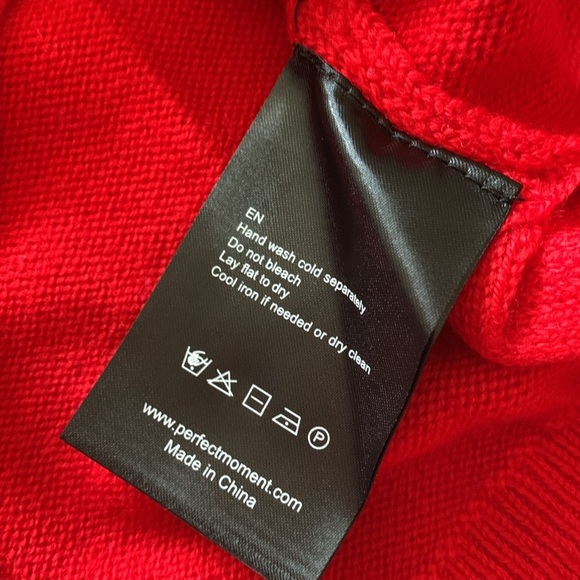 EN
Hand wash cold separately
Do not bleach
Lay flat to dry
Cool iron if needed or dry clean
P
www.perfectmoment.com
Made in China